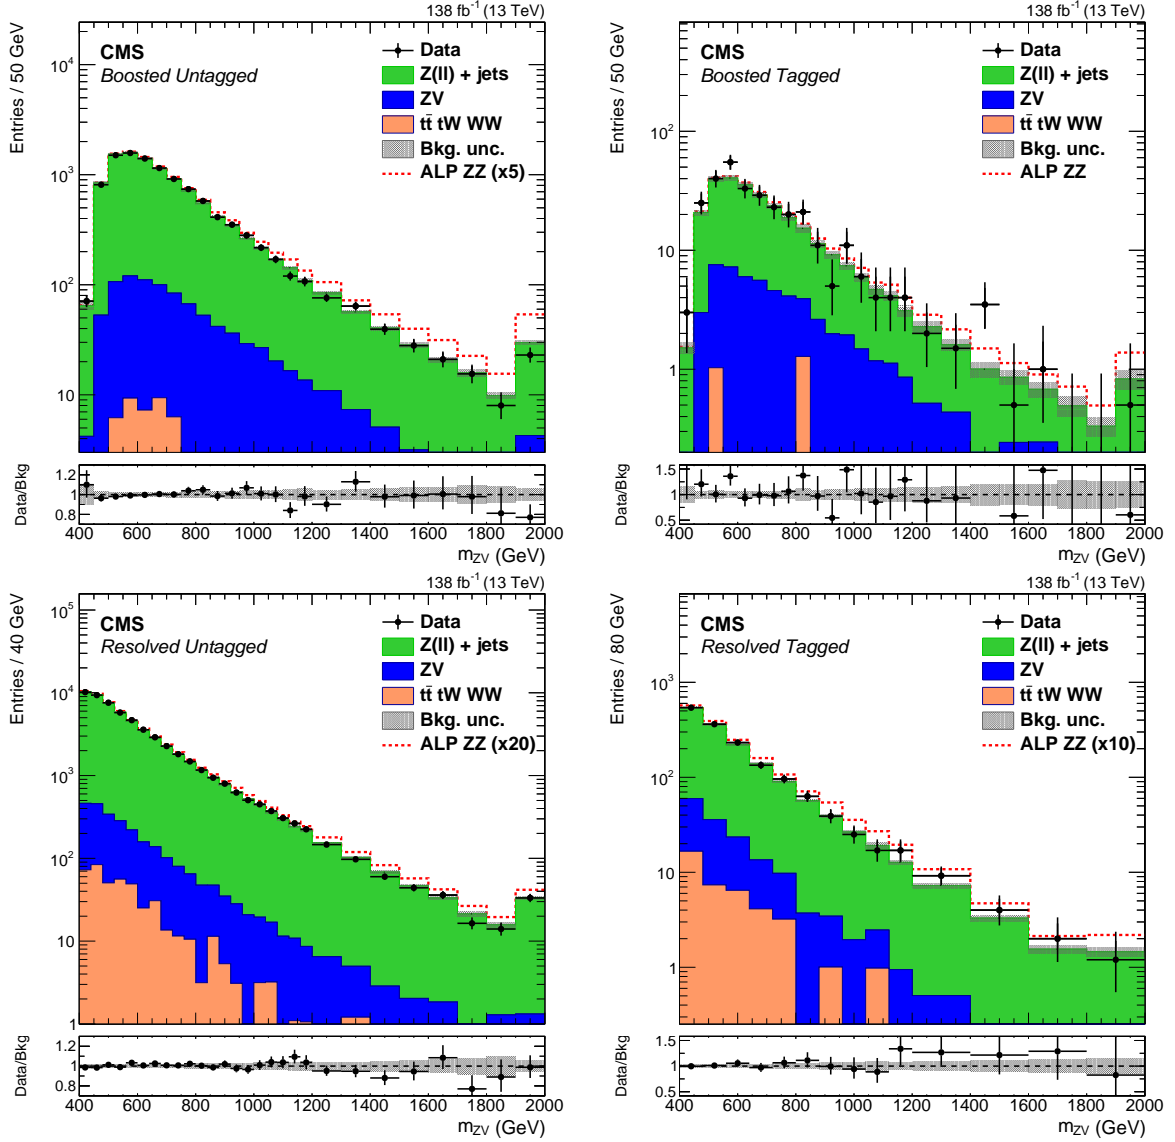 138 fb⁻¹ (13 TeV)
Entries / 50 GeV
CMS
Boosted Untagged
Data
Z(ll) + jets
ZV
tt̄ tW WW
Bkg. unc.
ALP ZZ (x5)
10⁴
10³
10²
10
Data/Bkg
1.2
1
0.8
400 600 800 1000 1200 1400 1600 1800 2000
m_ZV (GeV)
138 fb⁻¹ (13 TeV)
Entries / 50 GeV
CMS
Boosted Tagged
Data
Z(ll) + jets
ZV
tt̄ tW WW
Bkg. unc.
ALP ZZ
10²
10
1
Data/Bkg
1.5
1
0.5
400 600 800 1000 1200 1400 1600 1800 2000
m_ZV (GeV)
138 fb⁻¹ (13 TeV)
Entries / 40 GeV
CMS
Resolved Untagged
Data
Z(ll) + jets
ZV
tt̄ tW WW
Bkg. unc.
ALP ZZ (x20)
10⁵
10⁴
10³
10²
10
1
Data/Bkg
1.2
1
0.8
400 600 800 1000 1200 1400 1600 1800 2000
m_ZV (GeV)
138 fb⁻¹ (13 TeV)
Entries / 80 GeV
CMS
Resolved Tagged
Data
Z(ll) + jets
ZV
tt̄ tW WW
Bkg. unc.
ALP ZZ (x10)
10³
10²
10
1
Data/Bkg
1.5
1
0.5
400 600 800 1000 1200 1400 1600 1800 2000
m_ZV (GeV)